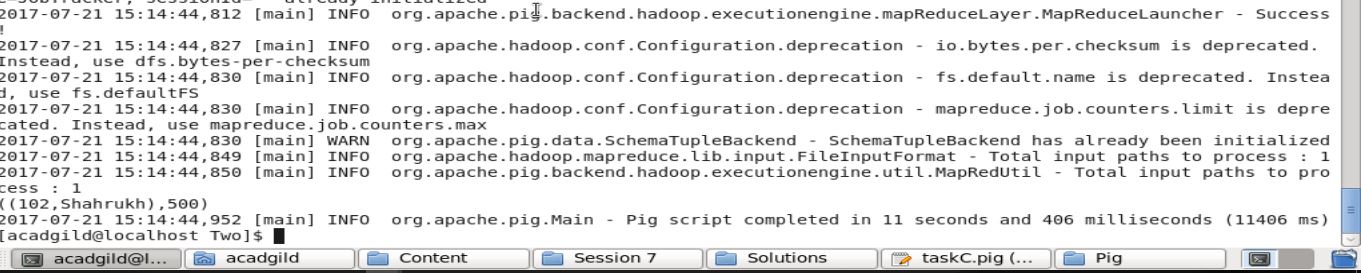 2017-07-21 15:14:44,812 [main] INFO  org.apache.pig.backend.hadoop.executionengine.mapReduceLayer.MapReduceLauncher - Success
!
2017-07-21 15:14:44,827 [main] INFO  org.apache.hadoop.conf.Configuration.deprecation - io.bytes.per.checksum is deprecated.
Instead, use dfs.bytes-per-checksum
2017-07-21 15:14:44,830 [main] INFO  org.apache.hadoop.conf.Configuration.deprecation - fs.default.name is deprecated. Instea
d, use fs.defaultFS
2017-07-21 15:14:44,830 [main] INFO  org.apache.hadoop.conf.Configuration.deprecation - mapreduce.job.counters.limit is depre
cated. Instead, use mapreduce.job.counters.max
2017-07-21 15:14:44,830 [main] WARN  org.apache.pig.data.SchemaTupleBackend - SchemaTupleBackend has already been initialized
2017-07-21 15:14:44,849 [main] INFO  org.apache.hadoop.mapreduce.lib.input.FileInputFormat - Total input paths to process : 1
2017-07-21 15:14:44,850 [main] INFO  org.apache.pig.backend.hadoop.executionengine.util.MapRedUtil - Total input paths to pro
cess : 1
((102,Shahrukh),500)
2017-07-21 15:14:44,952 [main] INFO  org.apache.pig.Main - Pig script completed in 11 seconds and 406 milliseconds (11406 ms)
[acadgild@localhost Two]$
acadgild@l... acadgild Content Session 7 Solutions taskC.pig (... Pig